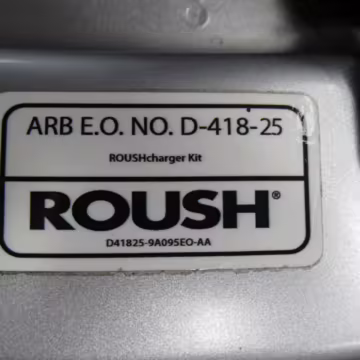 ARB E.O. NO. D-418-25
ROUSHcharger Kit
ROUSH®
D41825-9A095EO-AA